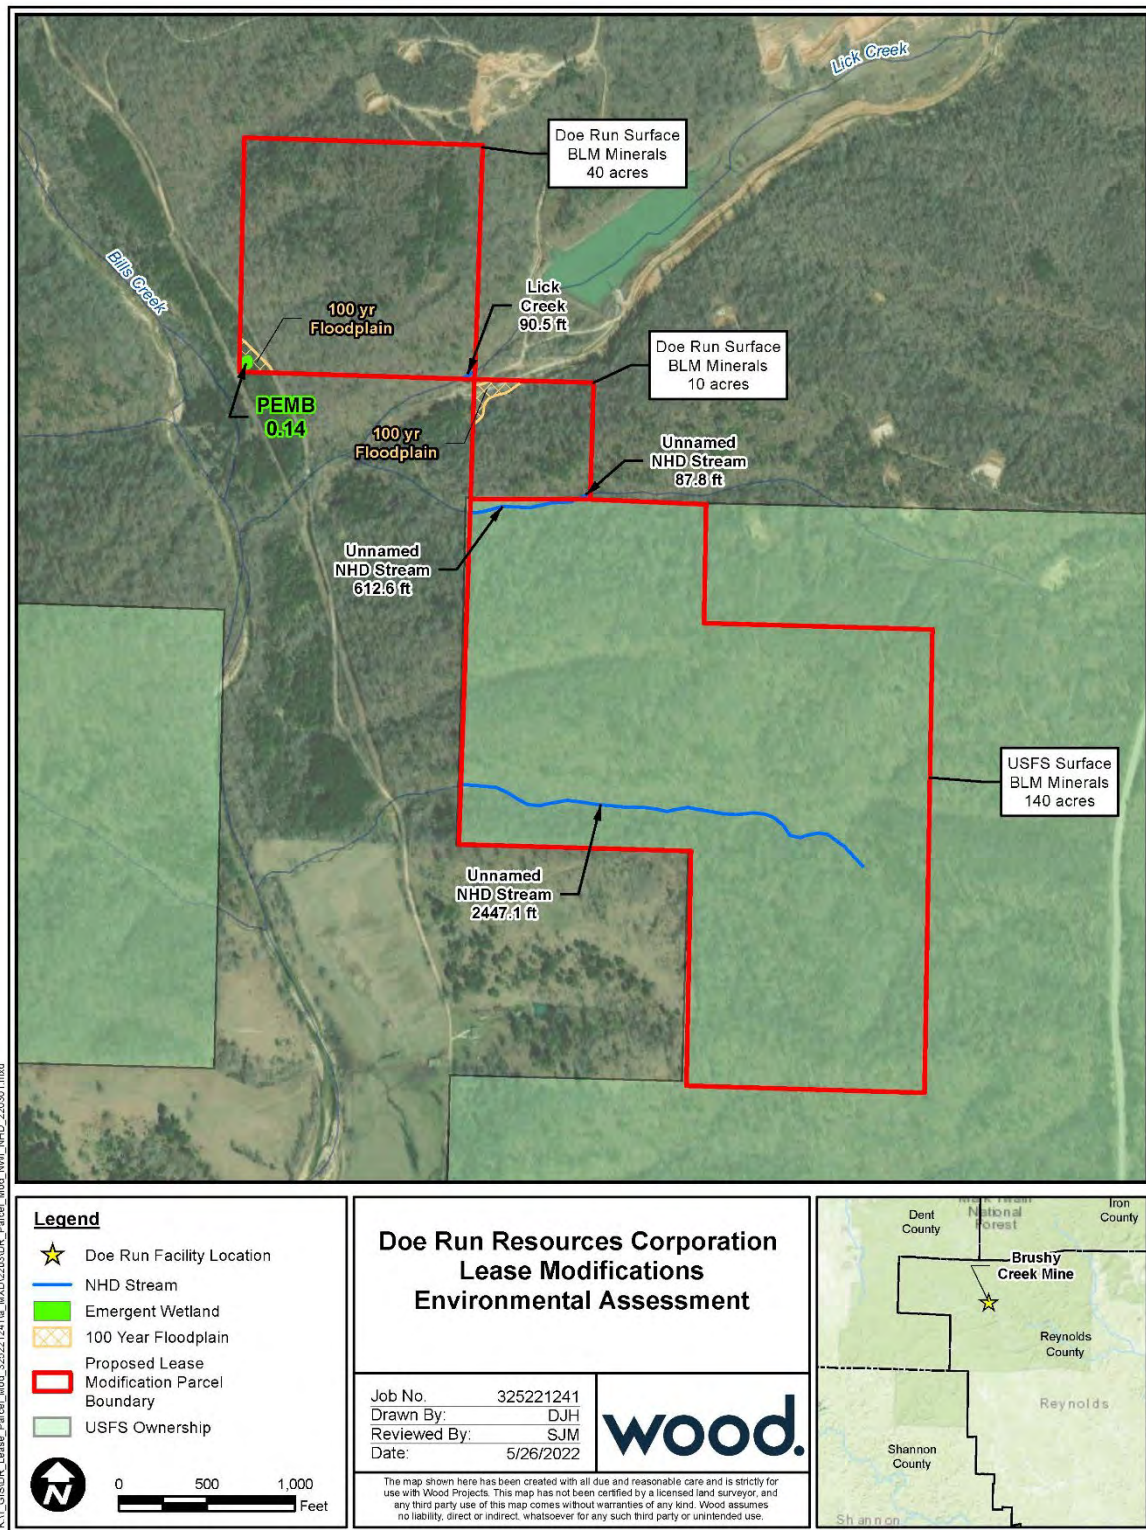 Lick Creek
Doe Run Surface
BLM Minerals
40 acres
Bills Creek
100 yr
Floodplain
Lick
Creek
90.5 ft
Doe Run Surface
BLM Minerals
10 acres
PEMB
0.14
100 yr
Floodplain
Unnamed
NHD Stream
87.8 ft
Unnamed
NHD Stream
612.6 ft
USFS Surface
BLM Minerals
140 acres
Unnamed
NHD Stream
2447.1 ft
Legend
Doe Run Facility Location
NHD Stream
Emergent Wetland
100 Year Floodplain
Proposed Lease
Modification Parcel
Boundary
USFS Ownership
N
0 500 1,000
Feet
Doe Run Resources Corporation
Lease Modifications
Environmental Assessment
Job No. 325221241
Drawn By: DJH
Reviewed By: SJM
Date: 5/26/2022
wood.
The map shown here has been created with all due and reasonable care and is strictly for
use with Wood Projects. This map has not been certified by a licensed land surveyor, and
any third party use of this map comes without warranties of any kind. Wood assumes
no liability, direct or indirect, whatsoever for any such third party or unintended use.
Mark Twain
National
Forest
Dent
County
Iron
County
Brushy
Creek Mine
Reynolds
County
Reynolds
Shannon
County
Shannon